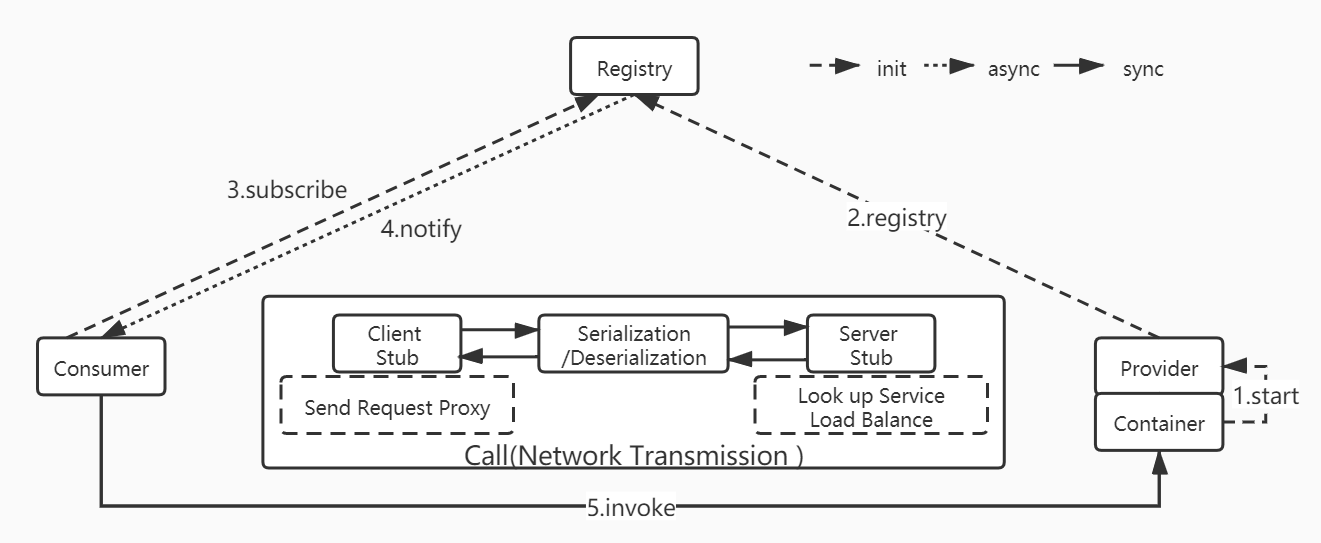 Registry
init
async
sync
3.subscribe
4.notify
2.registry
Client
Stub
Serialization
/Deserialization
Server
Stub
Consumer
Send Request Proxy
Look up Service
Load Balance
Provider
1.start
Container
Call(Network Transmission )
5.invoke